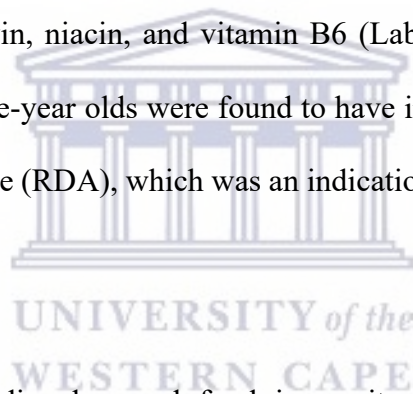 in, niacin, and vitamin B6 (Lab
e-year olds were found to have i
e (RDA), which was an indication
UNIVERSITY of the
WESTERN CAPE